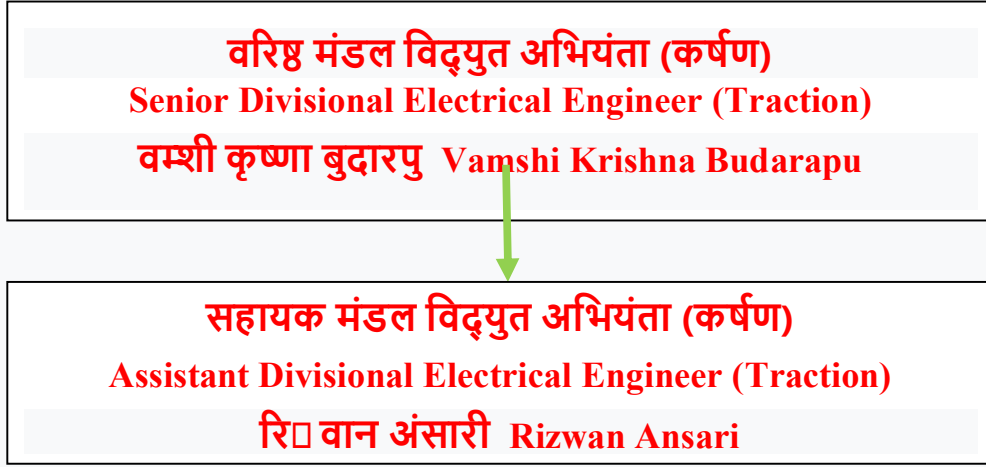 वरिष्ठ मंडल विद्युत अभियंता (कर्षण)
Senior Divisional Electrical Engineer (Traction)
वम्शी कृष्णा बुदारपु Vamshi Krishna Budarapu
सहायक मंडल विद्युत अभियंता (कर्षण)
Assistant Divisional Electrical Engineer (Traction)
रि□ वान अंसारी Rizwan Ansari